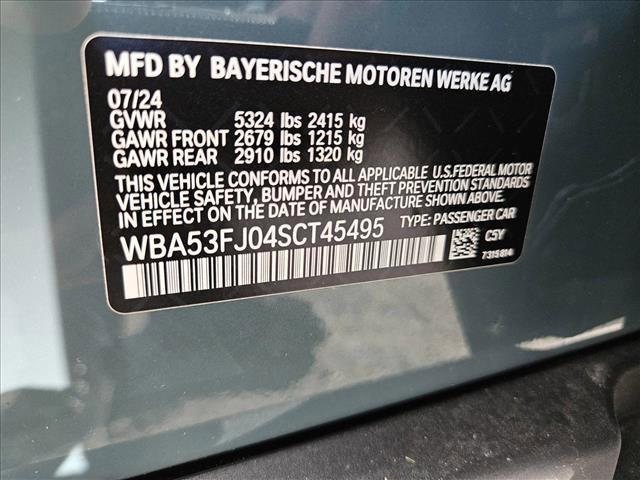 MFD BY BAYERISCHE MOTOREN WERKE AG
07/24
GVWR 5324 lbs 2415 kg
GAWR FRONT 2679 lbs 1215 kg
GAWR REAR 2910 lbs 1320 kg
THIS VEHICLE CONFORMS TO ALL APPLICABLE U.S.FEDERAL MOTOR
VEHICLE SAFETY, BUMPER AND THEFT PREVENTION STANDARDS
IN EFFECT ON THE DATE OF MANUFACTURE SHOWN ABOVE.
WBA53FJ04SCT45495 TYPE: PASSENGER CAR
C5Y
7315814